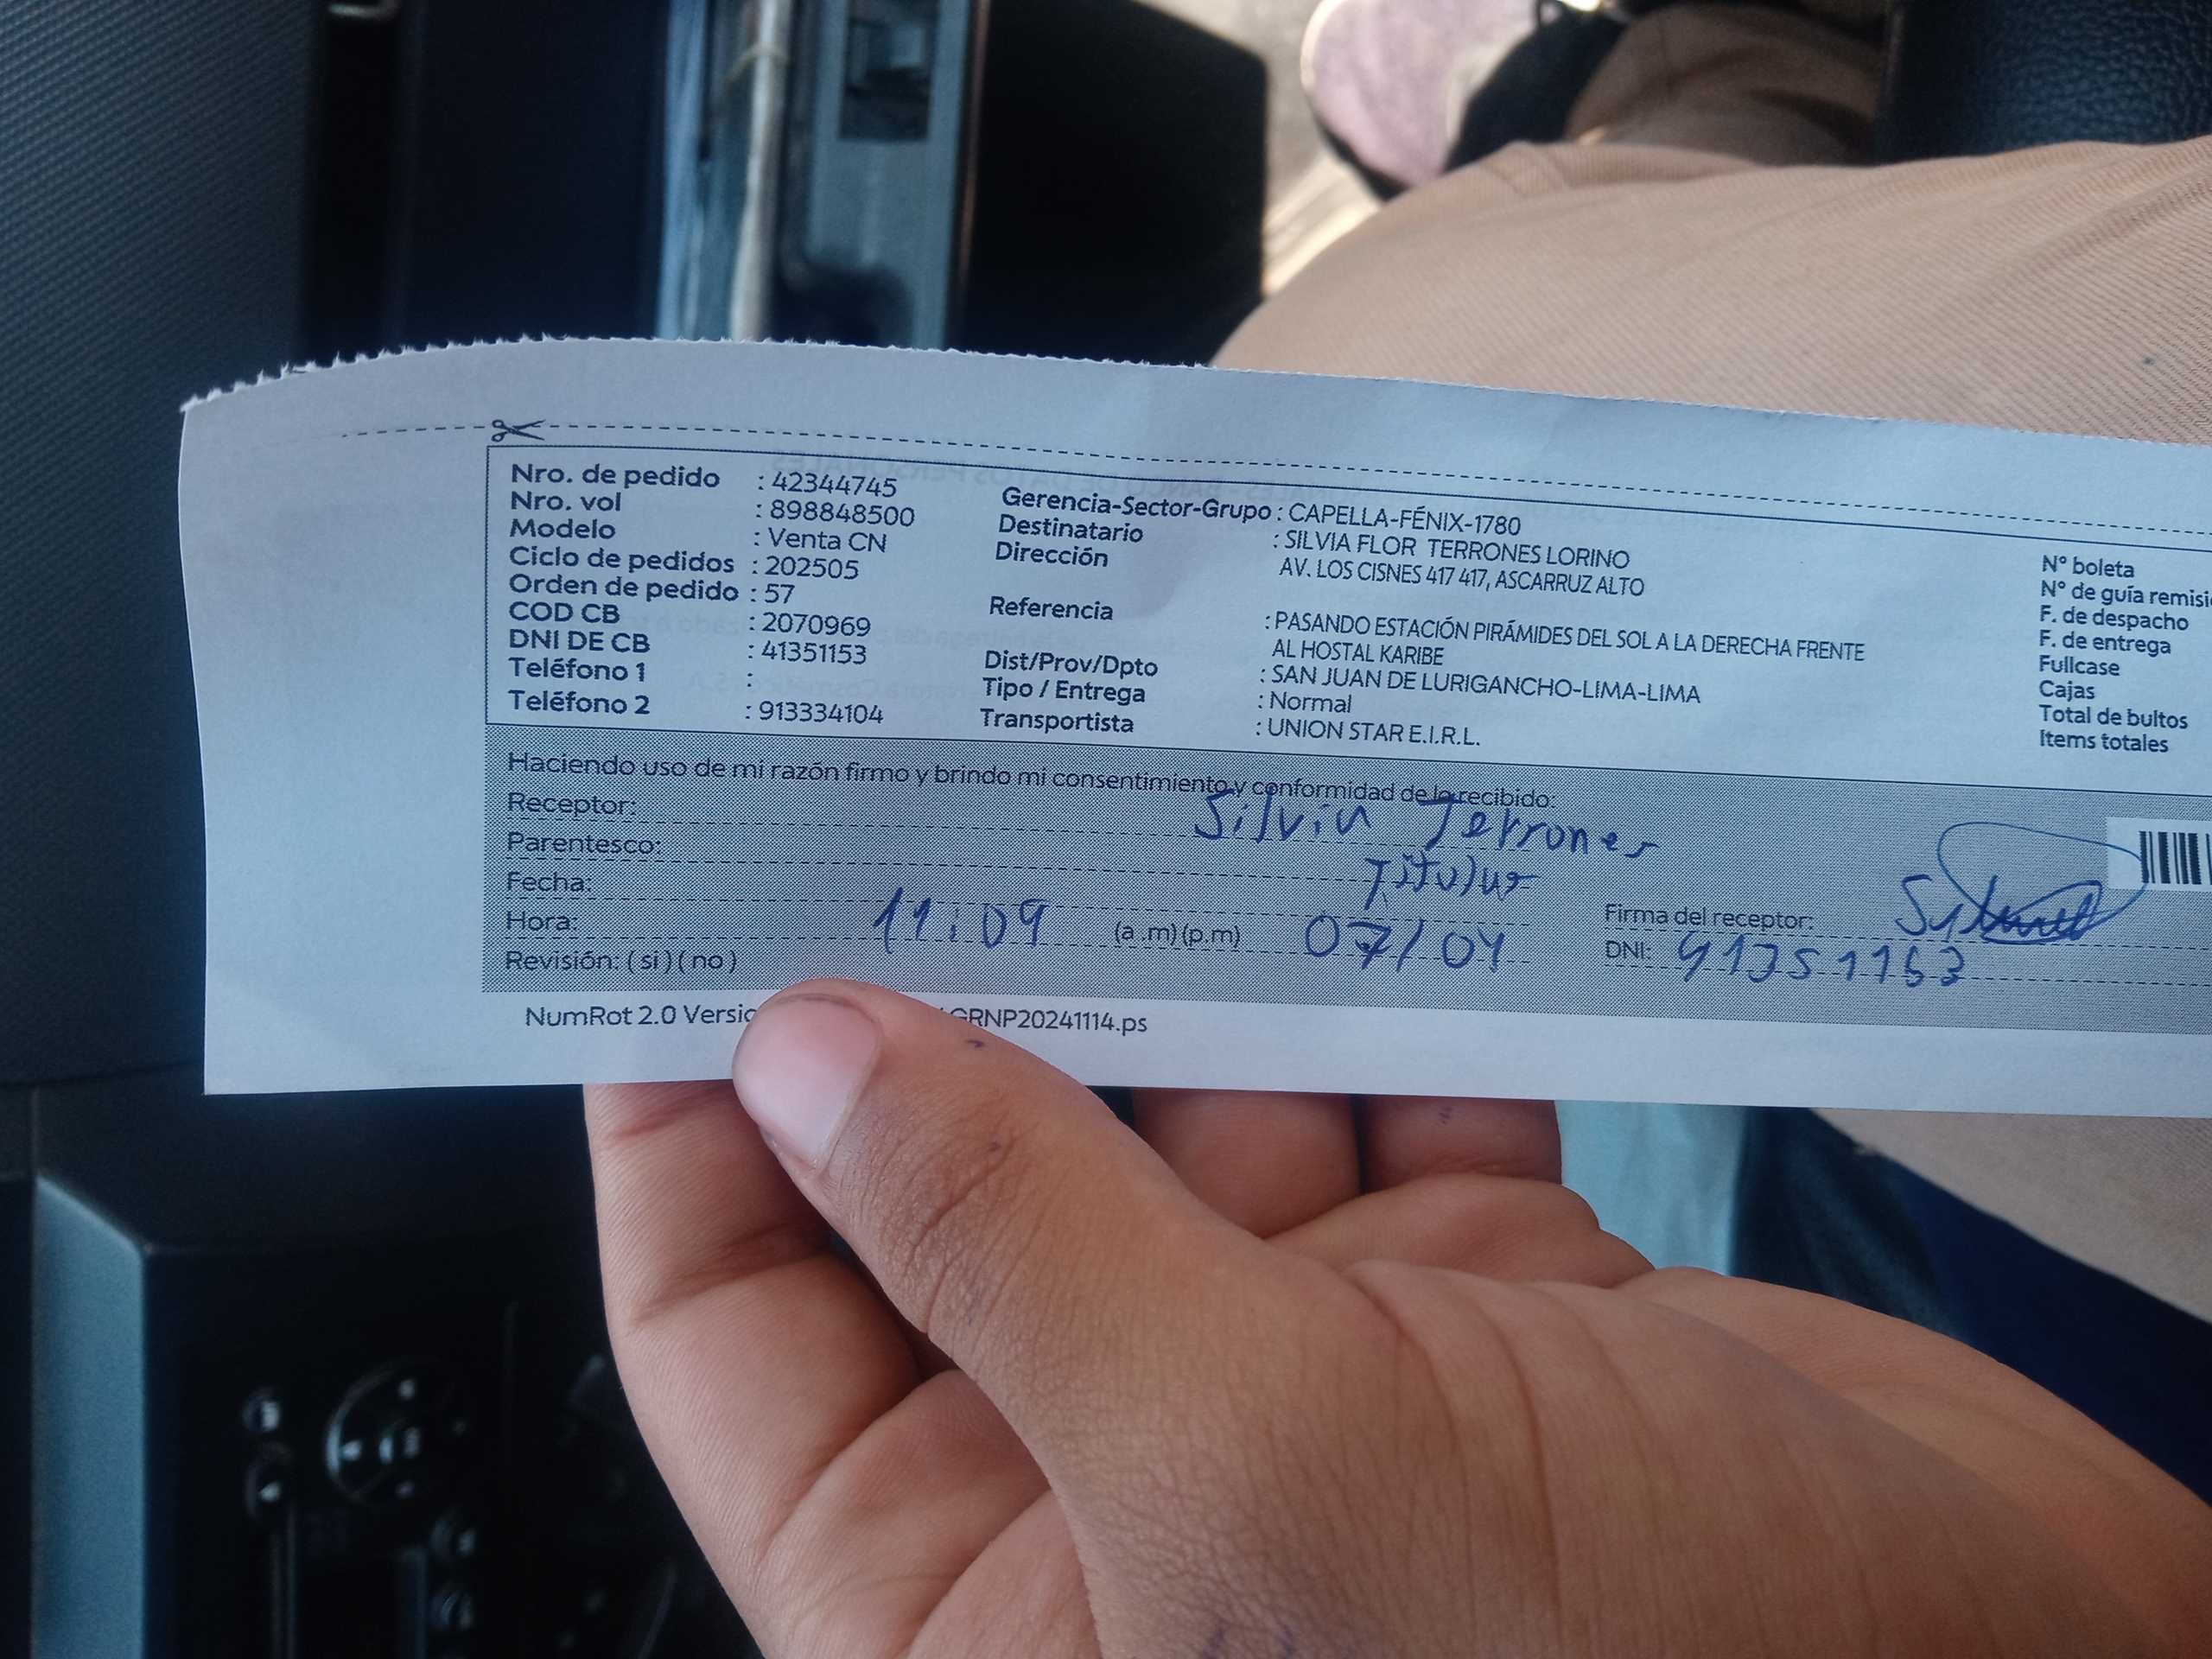 Nro. de pedido : 42344745
Nro. vol : 898848500
Modelo : Venta CN
Ciclo de pedidos : 202505
Orden de pedido : 57
COD CB : 2070969
DNI DE CB : 41351153
Teléfono 1 :
Teléfono 2 : 913334104
Gerencia-Sector-Grupo : CAPELLA-FÉNIX-1780
Destinatario : SILVIA FLOR TERRONES LORINO
Dirección AV. LOS CISNES 417 417, ASCARRUZ ALTO
Referencia : PASANDO ESTACIÓN PIRÁMIDES DEL SOL A LA DERECHA FRENTE
AL HOSTAL KARIBE
Dist/Prov/Dpto : SAN JUAN DE LURIGANCHO-LIMA-LIMA
Tipo / Entrega : Normal
Transportista : UNION STAR E.I.R.L.
N° boleta
N° de guía remisi
F. de despacho
F. de entrega
Fullcase
Cajas
Total de bultos
Items totales
Haciendo uso de mi razón firmo y brindo mi consentimiento y conformidad de lo recibido:
Receptor: Silvia Terrones
Parentesco: Titular
Fecha:
Hora: 11:09 (a .m) (p.m) 07/04
Revisión: ( si ) ( no )
Firma del receptor:
DNI: 41351153
NumRot 2.0 Versio GRNP20241114.ps